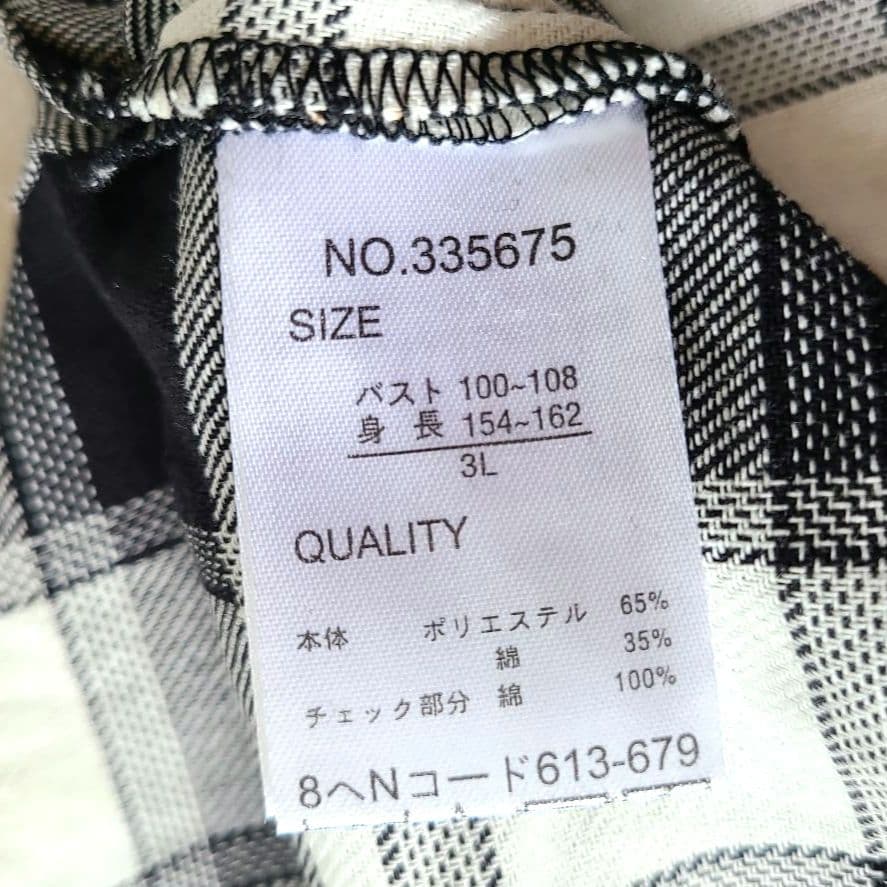 NO.335675
SIZE
バスト 100~108
身 長 154~162
3L
QUALITY
本体 ポリエステル 65%
綿 35%
チェック部分 綿 100%
8ヘNコード613-679